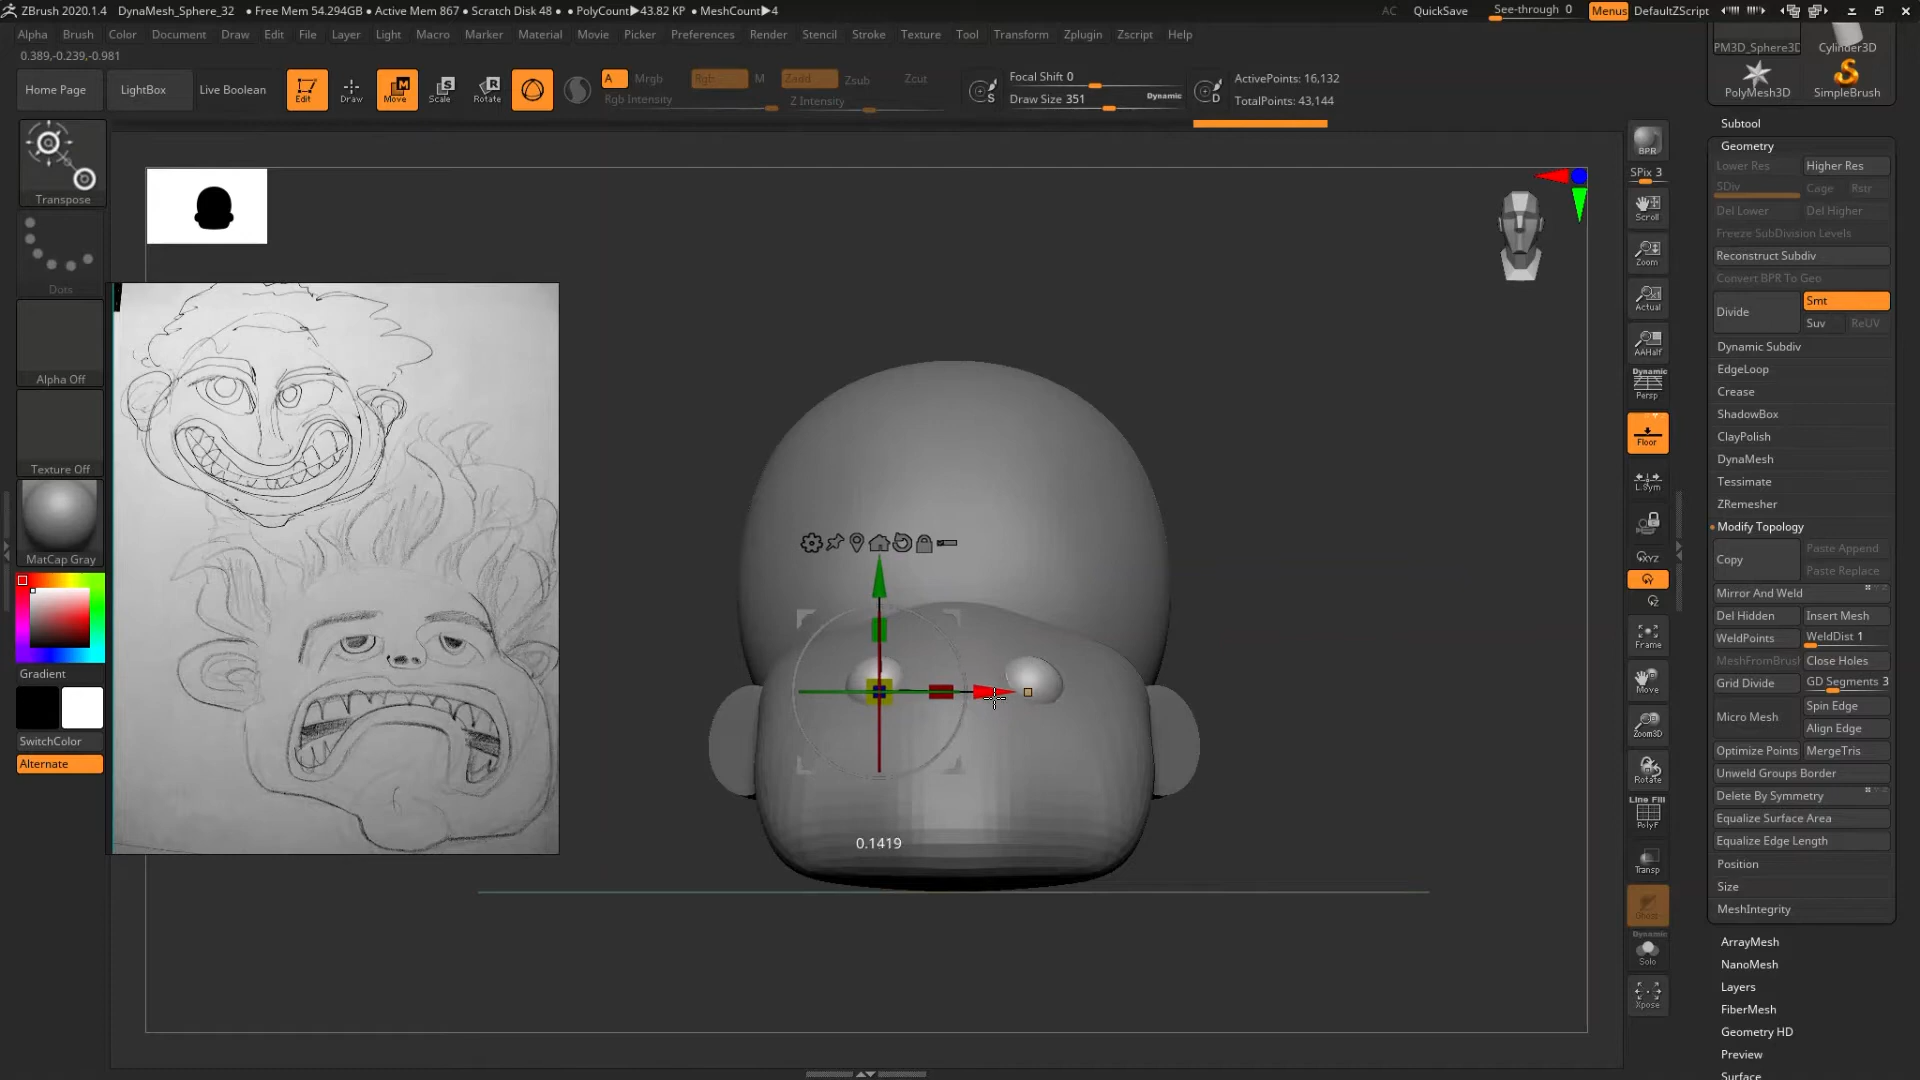 ZBrush 2020.1.4 DynaMesh_Sphere_32 • Free Mem 54.294GB • Active Mem 867 • Scratch Disk 48 • • PolyCount▶43.82 KP • MeshCount▶4 AC QuickSave See-through 0 Menus DefaultZScript
Alpha Brush Color Document Draw Edit File Layer Light Macro Marker Material Movie Picker Preferences Render Stencil Stroke Texture Tool Transform Zplugin Zscript Help
0.389,-0.239,-0.981
Home Page LightBox Live Boolean
Edit Draw Move Scale Rotate
A Mrgb Rgb M Zadd Zsub Zcut
Rgb Intensity Z Intensity
S Focal Shift 0
Draw Size 351 Dynamic
D ActivePoints: 16,132
TotalPoints: 43,144
Transpose
Dots
Alpha Off
Texture Off
MatCap Gray
Gradient
SwitchColor
Alternate
0.1419
BPR
SPix 3
Scroll
Zoom
Actual
AAHalf
Dynamic
Persp
Floor
L.Sym
XYZ
Y
Z
Frame
Move
Zoom3D
Rotate
Line Fill
PolyF
Transp
Ghost
Dynamic
Solo
Xpose
PM3D_Sphere3D Cylinder3D
PolyMesh3D SimpleBrush
Subtool
Geometry
Lower Res Higher Res
SDiv Cage Rstr
Del Lower Del Higher
Freeze SubDivision Levels
Reconstruct Subdiv
Convert BPR To Geo
Divide Smt
Suv ReUV
Dynamic Subdiv
EdgeLoop
Crease
ShadowBox
ClayPolish
DynaMesh
Tessimate
ZRemesher
Modify Topology
Copy Paste Append
Paste Replace
Mirror And Weld
Del Hidden Insert Mesh
WeldPoints WeldDist 1
MeshFromBrush Close Holes
Grid Divide GD Segments 3
Micro Mesh Spin Edge
Align Edge
Optimize Points MergeTris
Unweld Groups Border
Delete By Symmetry
Equalize Surface Area
Equalize Edge Length
Position
Size
MeshIntegrity
ArrayMesh
NanoMesh
Layers
FiberMesh
Geometry HD
Preview
Surface